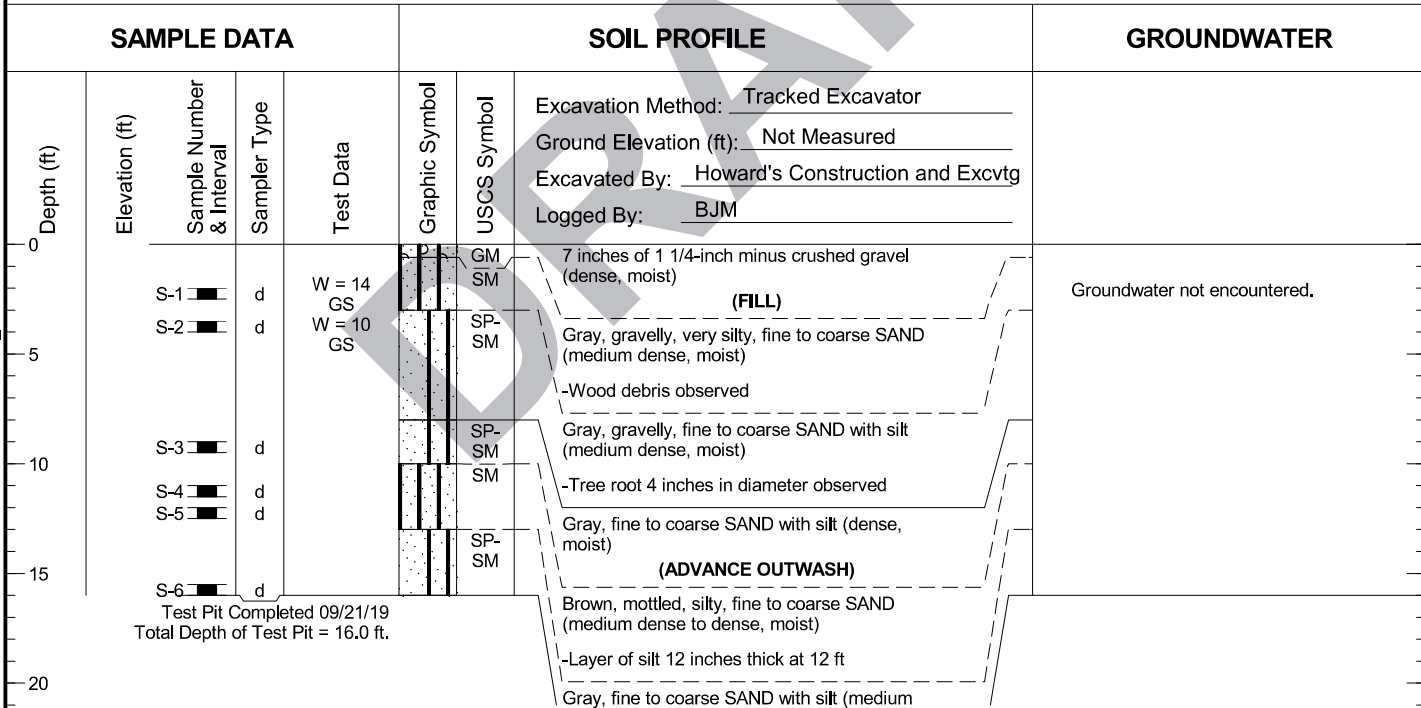 SAMPLE DATA
SOIL PROFILE
GROUNDWATER
Depth (ft)
Elevation (ft)
Sample Number
& Interval
Sampler Type
Test Data
Graphic Symbol
USCS Symbol
Excavation Method: Tracked Excavator
Ground Elevation (ft): Not Measured
Excavated By: Howard's Construction and Excvtg
Logged By: BJM
0
5
10
15
20
S-1 d W = 14
GS
S-2 d W = 10
GS
S-3 d
S-4 d
S-5 d
S-6 d
Test Pit Completed 09/21/19
Total Depth of Test Pit = 16.0 ft.
GM
SM
SP-
SM
SP-
SM
SM
SP-
SM
7 inches of 1 1/4-inch minus crushed gravel
(dense, moist)
(FILL)
Gray, gravelly, very silty, fine to coarse SAND
(medium dense, moist)
-Wood debris observed
Gray, gravelly, fine to coarse SAND with silt
(medium dense, moist)
-Tree root 4 inches in diameter observed
Gray, fine to coarse SAND with silt (dense,
moist)
(ADVANCE OUTWASH)
Brown, mottled, silty, fine to coarse SAND
(medium dense to dense, moist)
-Layer of silt 12 inches thick at 12 ft
Gray, fine to coarse SAND with silt (medium
Groundwater not encountered.
0
5
10
15
20
DRA